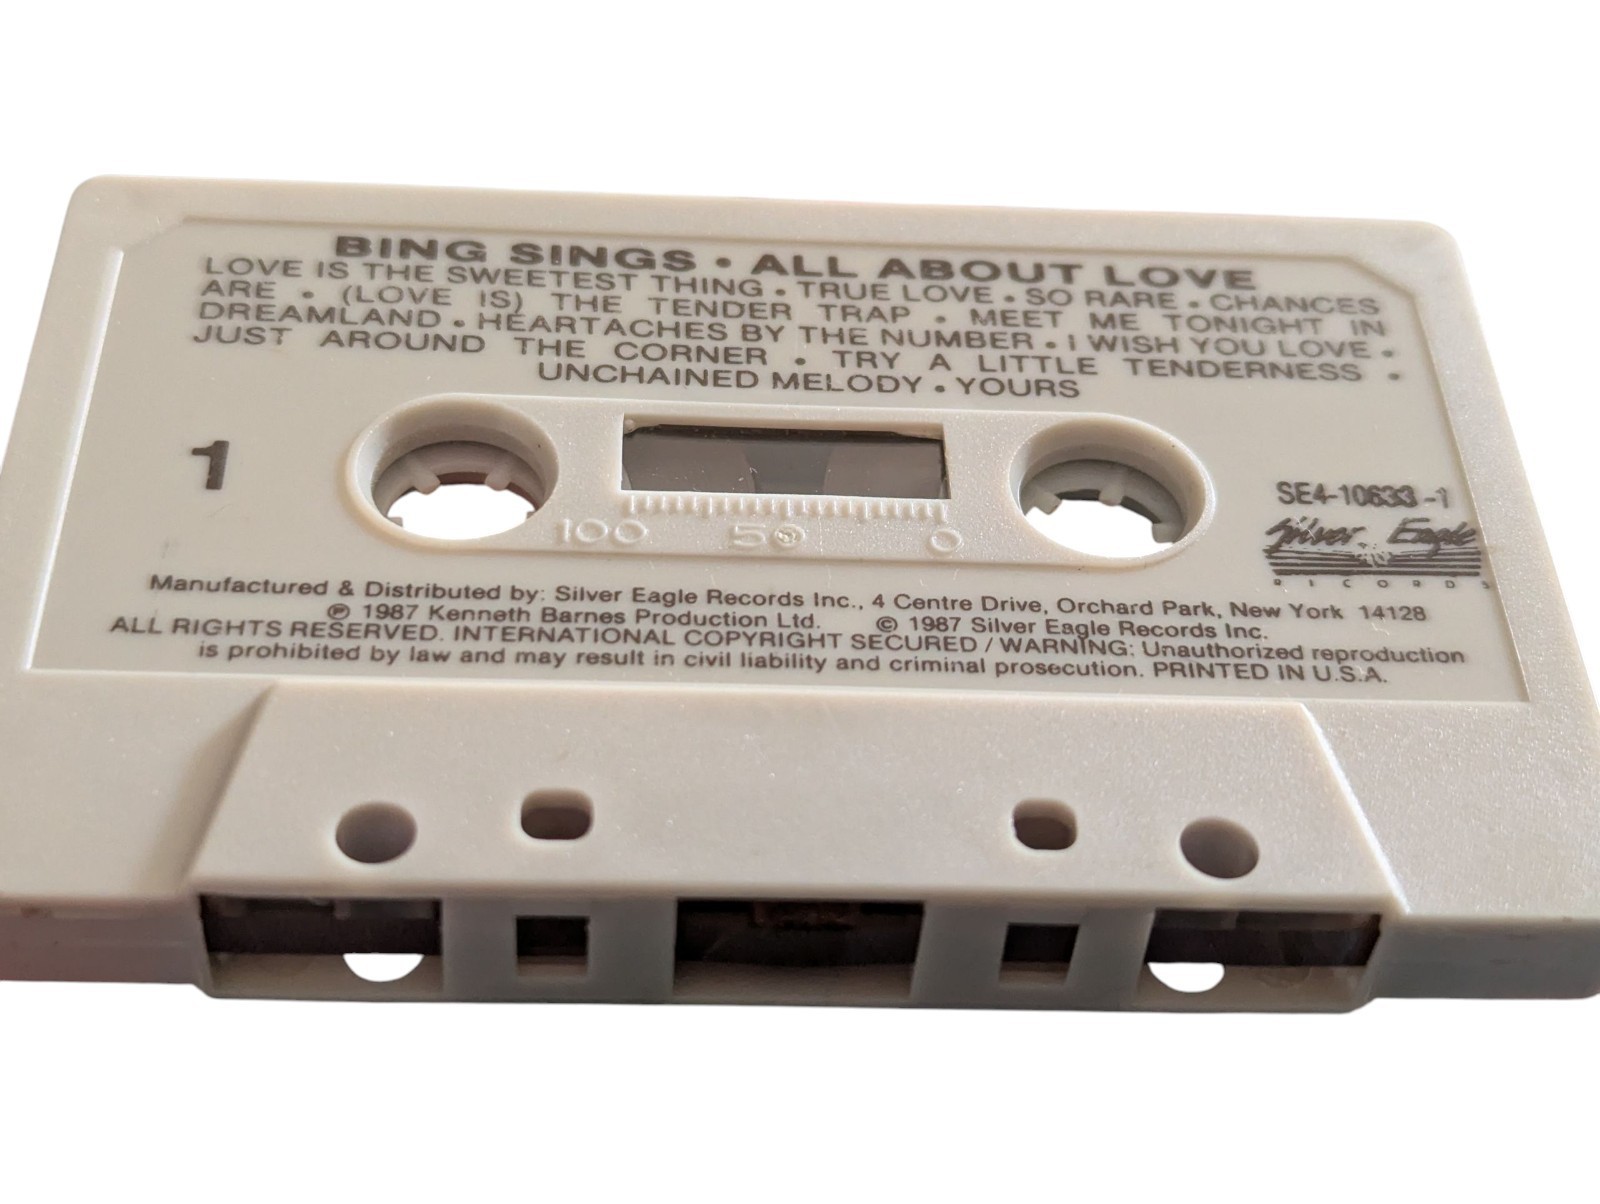 BING SINGS • ALL ABOUT LOVE
LOVE IS THE SWEETEST THING • TRUE LOVE • SO RARE • CHANCES
ARE • (LOVE IS) THE TENDER TRAP • MEET ME TONIGHT IN
DREAMLAND • HEARTACHES BY THE NUMBER • I WISH YOU LOVE •
JUST AROUND THE CORNER • TRY A LITTLE TENDERNESS •
UNCHAINED MELODY • YOURS
1
100 50 0
SE4-10633-1
Silver Eagle
RECORDS
Manufactured & Distributed by: Silver Eagle Records Inc., 4 Centre Drive, Orchard Park, New York 14128
℗ 1987 Kenneth Barnes Production Ltd. © 1987 Silver Eagle Records Inc.
ALL RIGHTS RESERVED. INTERNATIONAL COPYRIGHT SECURED / WARNING: Unauthorized reproduction
is prohibited by law and may result in civil liability and criminal prosecution. PRINTED IN U.S.A.